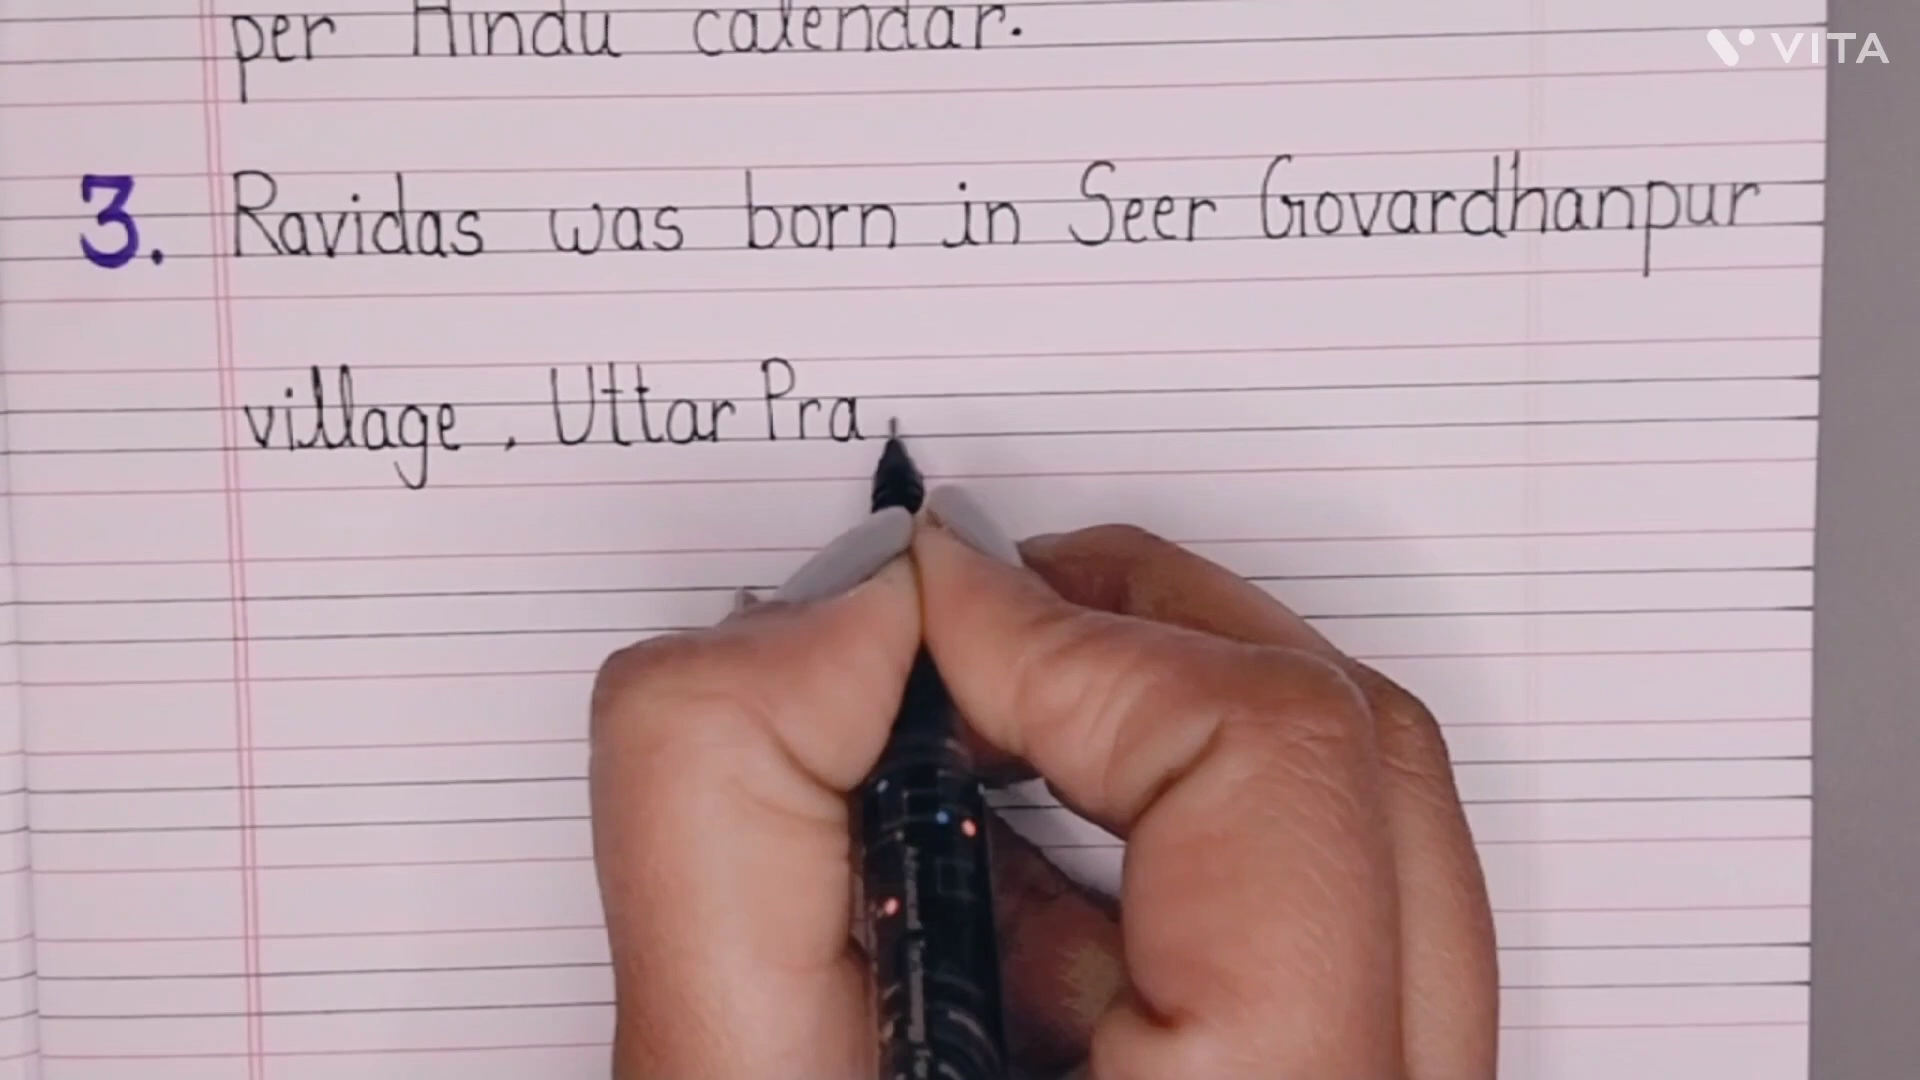 per Hindu calendar.
VITA
3. Ravidas was born in Seer Govardhanpur
village, Uttar Pra